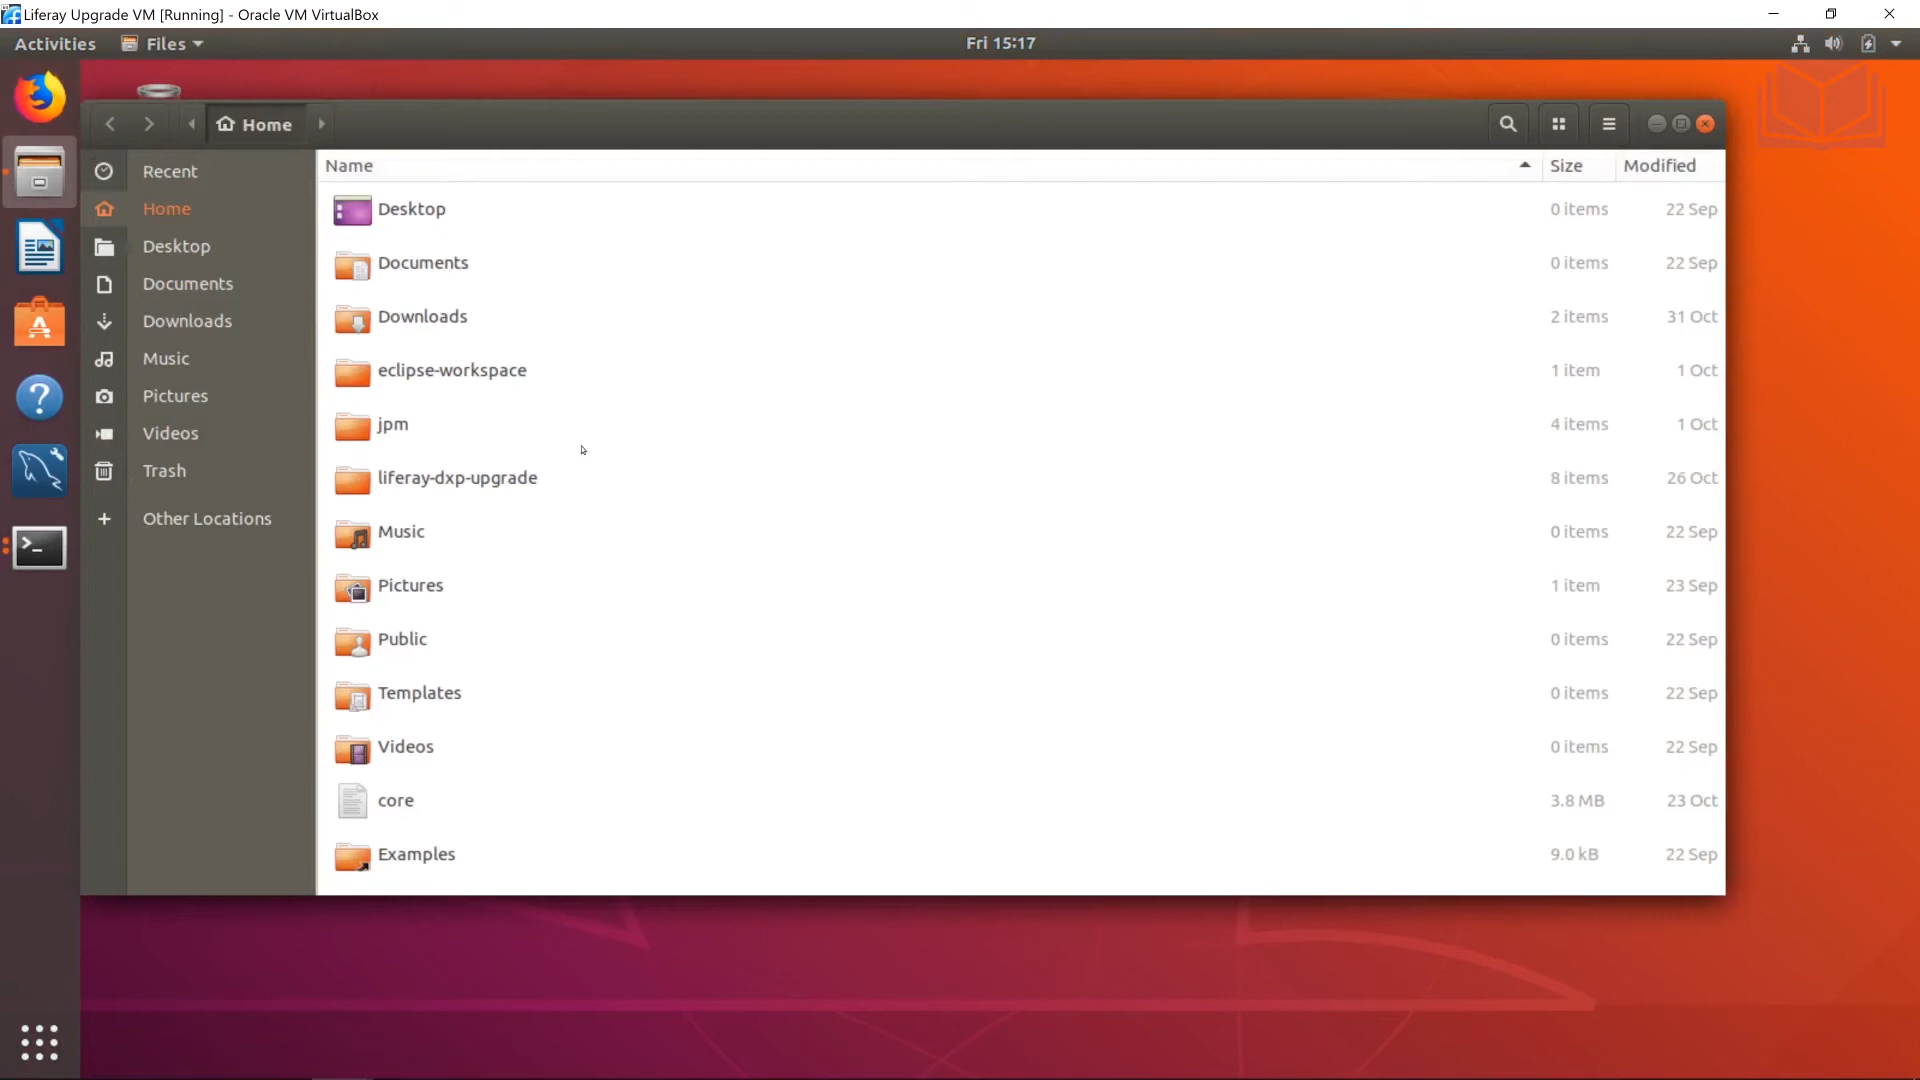 Liferay Upgrade VM [Running] - Oracle VM VirtualBox
Activities Files Fri 15:17
Home
Recent
Home
Desktop
Documents
Downloads
Music
Pictures
Videos
Trash
Other Locations
Name Size Modified
Desktop 0 items 22 Sep
Documents 0 items 22 Sep
Downloads 2 items 31 Oct
eclipse-workspace 1 item 1 Oct
jpm 4 items 1 Oct
liferay-dxp-upgrade 8 items 26 Oct
Music 0 items 22 Sep
Pictures 1 item 23 Sep
Public 0 items 22 Sep
Templates 0 items 22 Sep
Videos 0 items 22 Sep
core 3.8 MB 23 Oct
Examples 9.0 kB 22 Sep